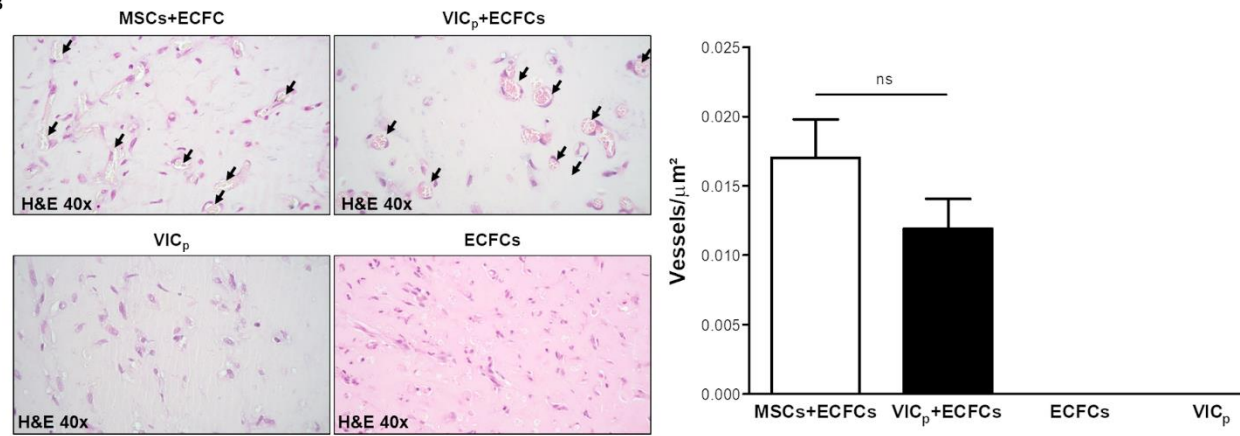 MSCs+ECFC
VICp+ECFCs
H&E 40x
H&E 40x
VICp
ECFCs
H&E 40x
H&E 40x
Vessels/μm²
0.025
0.020
0.015
0.010
0.005
0.000
ns
MSCs+ECFCs
VICp+ECFCs
ECFCs
VICp